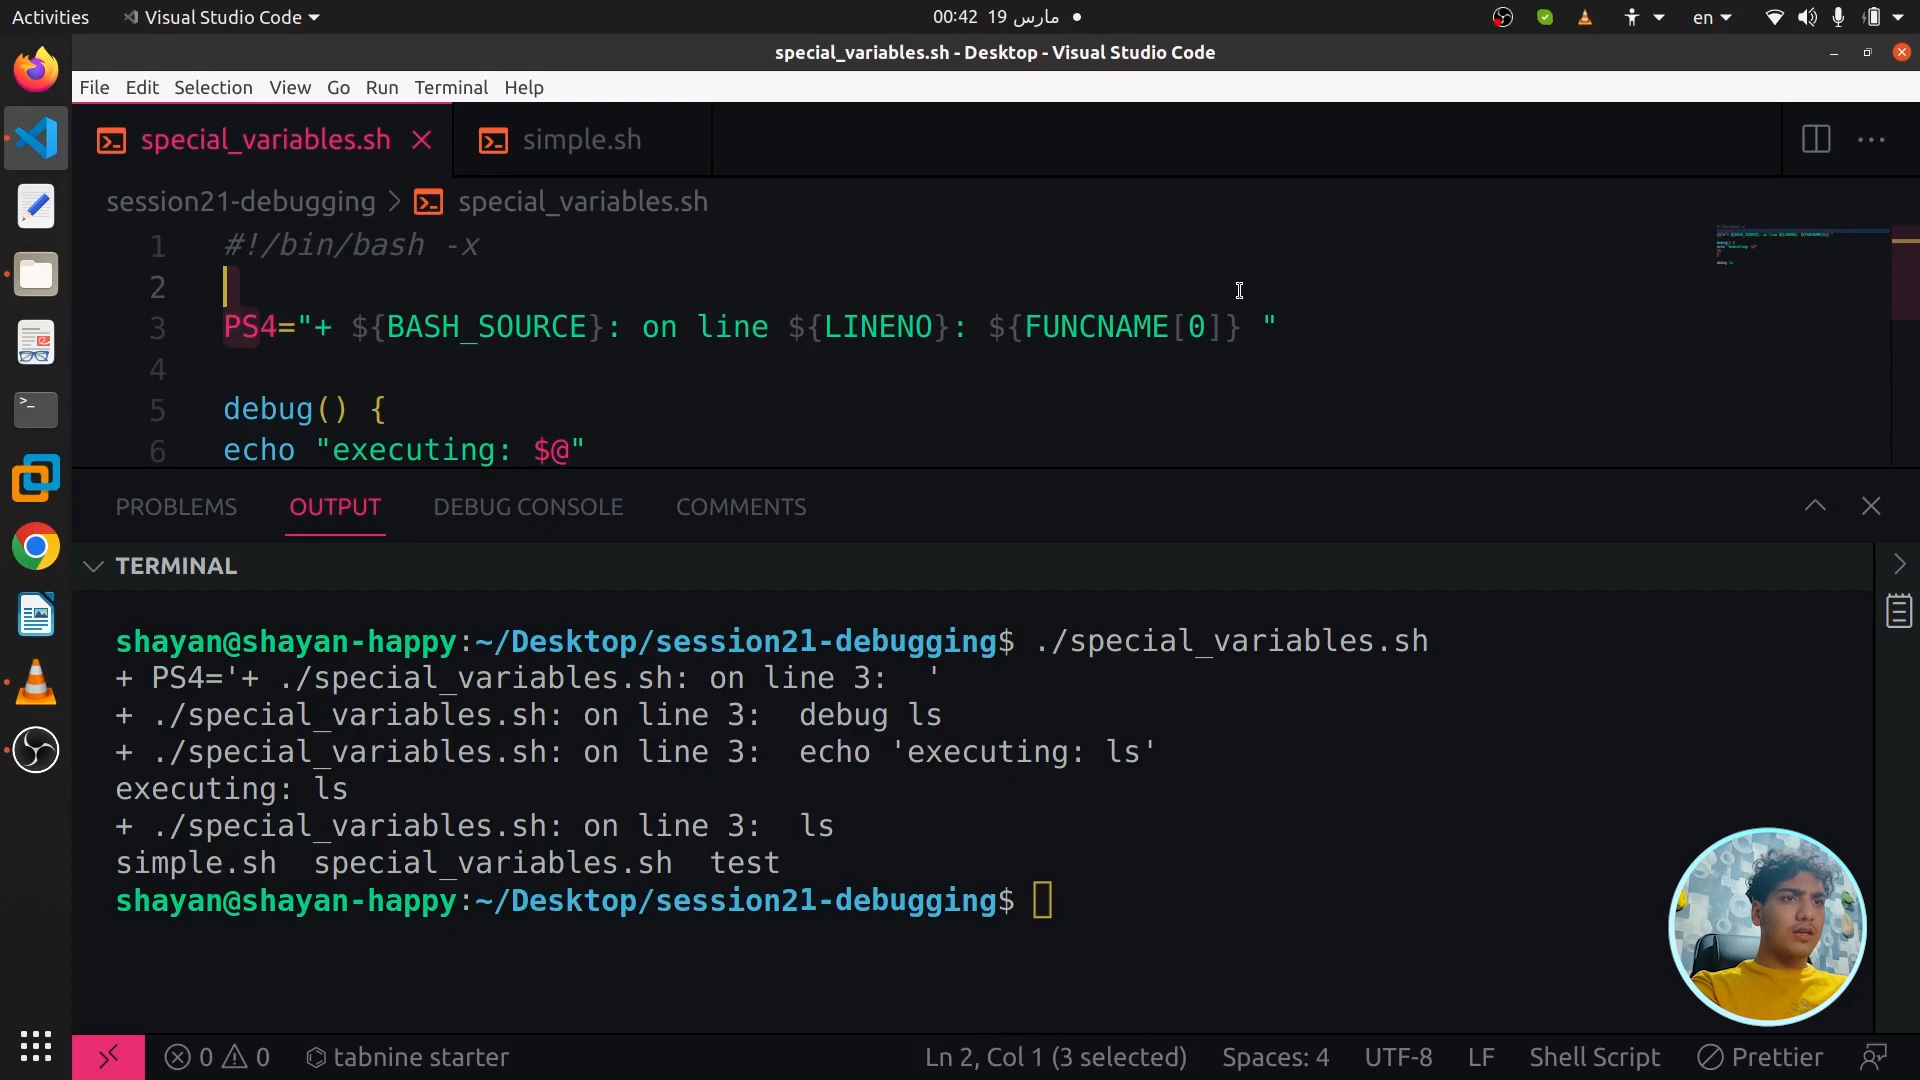 Activities
Visual Studio Code
00:42 19 مارس
en
special_variables.sh - Desktop - Visual Studio Code
File Edit Selection View Go Run Terminal Help
special_variables.sh
simple.sh
session21-debugging > special_variables.sh
1 #!/bin/bash -x
2
3 PS4="+ ${BASH_SOURCE}: on line ${LINENO}: ${FUNCNAME[0]} "
4
5 debug() {
6 echo "executing: $@"
PROBLEMS OUTPUT DEBUG CONSOLE COMMENTS
TERMINAL
shayan@shayan-happy:~/Desktop/session21-debugging$ ./special_variables.sh
+ PS4='+ ./special_variables.sh: on line 3:  '
+ ./special_variables.sh: on line 3:  debug ls
+ ./special_variables.sh: on line 3:  echo 'executing: ls'
executing: ls
+ ./special_variables.sh: on line 3:  ls
simple.sh  special_variables.sh  test
shayan@shayan-happy:~/Desktop/session21-debugging$
0 0 tabnine starter Ln 2, Col 1 (3 selected) Spaces: 4 UTF-8 LF Shell Script Prettier